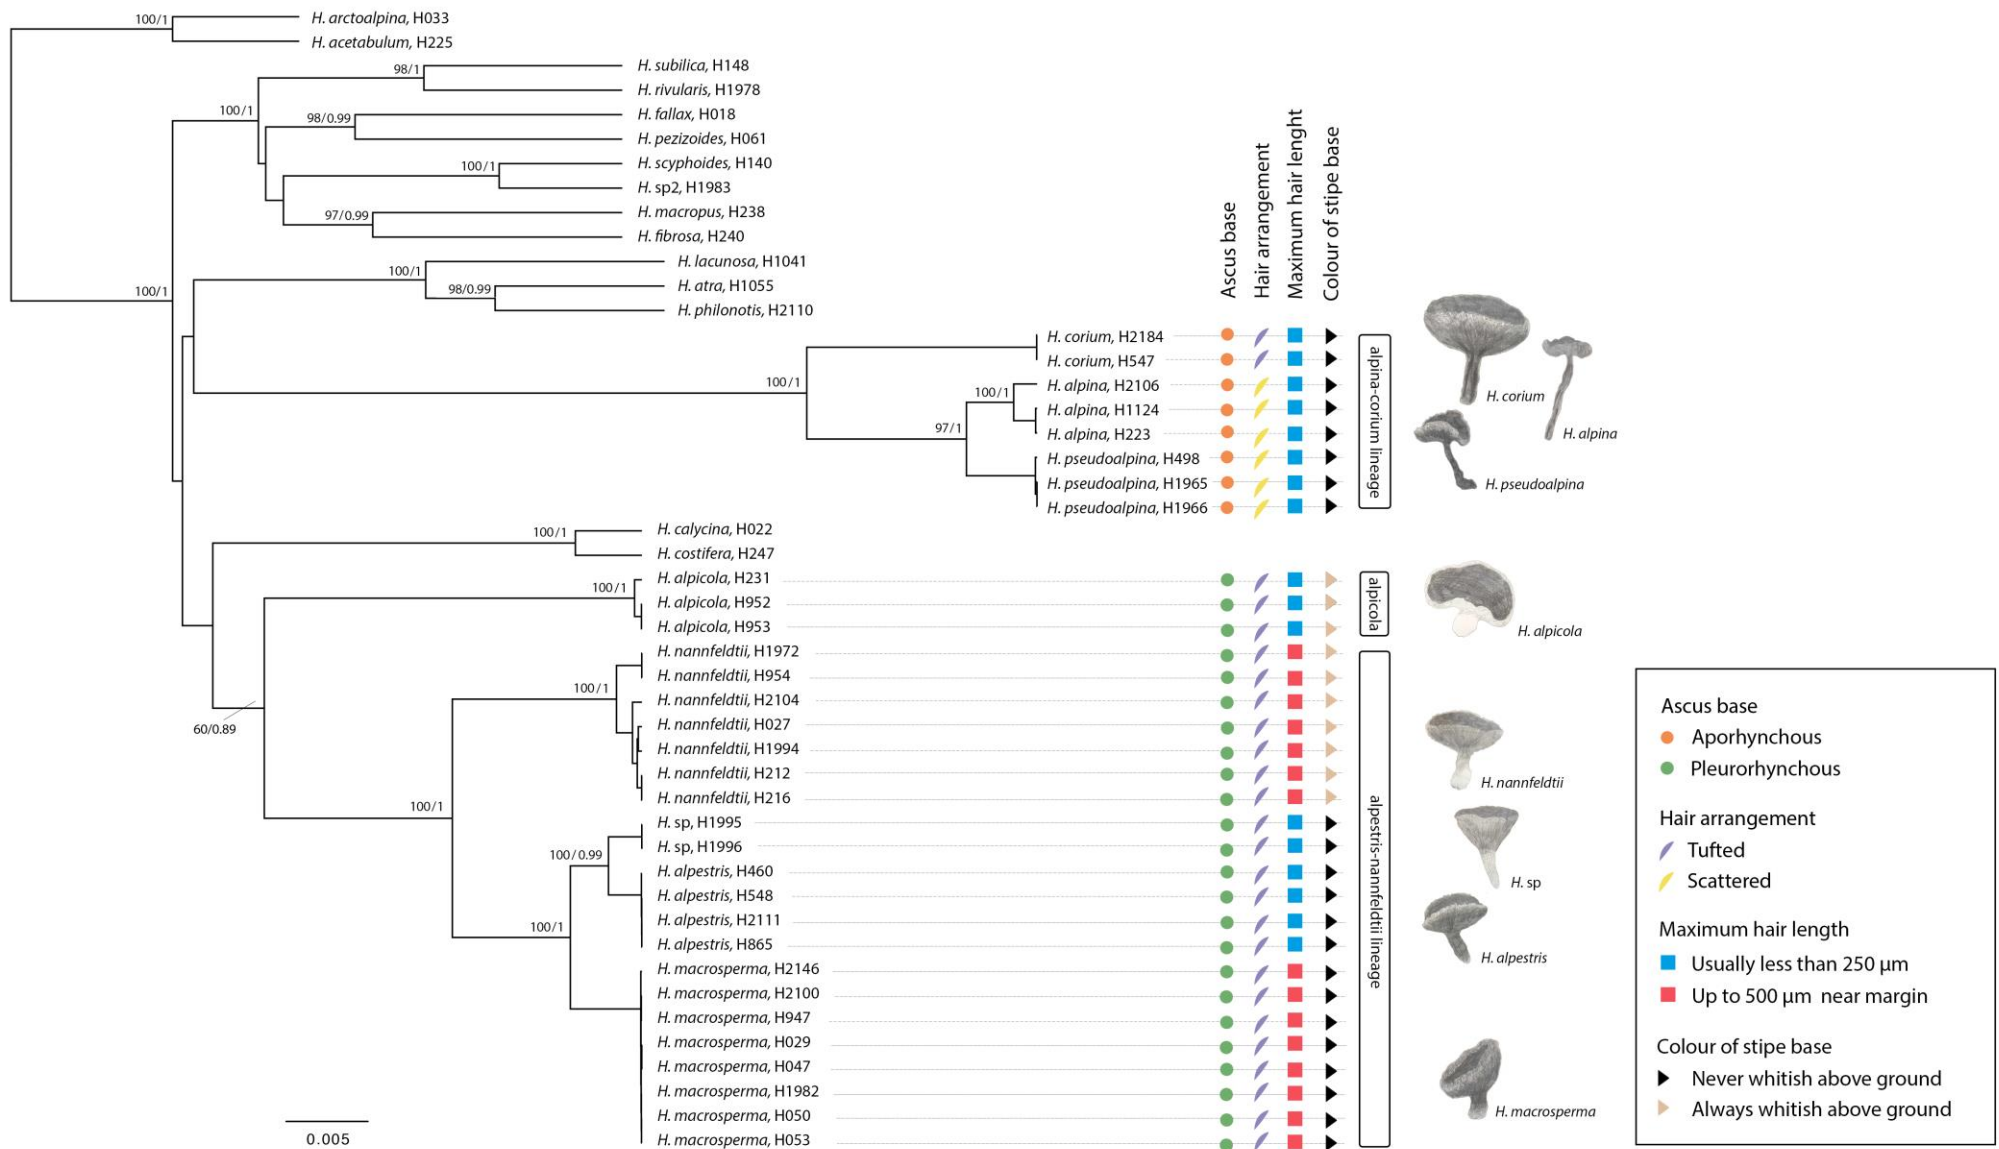 100/1
H. arctoalpina, H033
H. acetabulum, H225
98/1
H. subilica, H148
H. rivularis, H1978
100/1
98/0.99
H. fallax, H018
H. pezizoides, H061
100/1
H. scyphoides, H140
H. sp2, H1983
97/0.99
H. macropus, H238
H. fibrosa, H240
100/1
100/1
H. lacunosa, H1041
98/0.99
H. atra, H1055
H. philonotis, H2110
Ascus base
Hair arrangement
Maximum hair lenght
Colour of stipe base
100/1
H. corium, H2184
H. corium, H547
100/1
H. alpina, H2106
H. alpina, H1124
97/1
H. alpina, H223
H. pseudoalpina, H498
H. pseudoalpina, H1965
H. pseudoalpina, H1966
alpina-corium lineage
H. corium
H. alpina
H. pseudoalpina
100/1
H. calycina, H022
H. costifera, H247
100/1
H. alpicola, H231
H. alpicola, H952
H. alpicola, H953
alpicola
H. alpicola
60/0.89
100/1
100/1
H. nannfeldtii, H1972
H. nannfeldtii, H954
H. nannfeldtii, H2104
H. nannfeldtii, H027
H. nannfeldtii, H1994
H. nannfeldtii, H212
H. nannfeldtii, H216
100/1
100/0.99
H. sp, H1995
H. sp, H1996
H. alpestris, H460
H. alpestris, H548
H. alpestris, H2111
H. alpestris, H865
H. macrosperma, H2146
H. macrosperma, H2100
H. macrosperma, H947
H. macrosperma, H029
H. macrosperma, H047
H. macrosperma, H1982
H. macrosperma, H050
H. macrosperma, H053
alpestris-nannfeldtii lineage
H. nannfeldtii
H. sp
H. alpestris
H. macrosperma
0.005
Ascus base
Aporhynchous
Pleurorhynchous
Hair arrangement
Tufted
Scattered
Maximum hair length
Usually less than 250 µm
Up to 500 µm near margin
Colour of stipe base
Never whitish above ground
Always whitish above ground